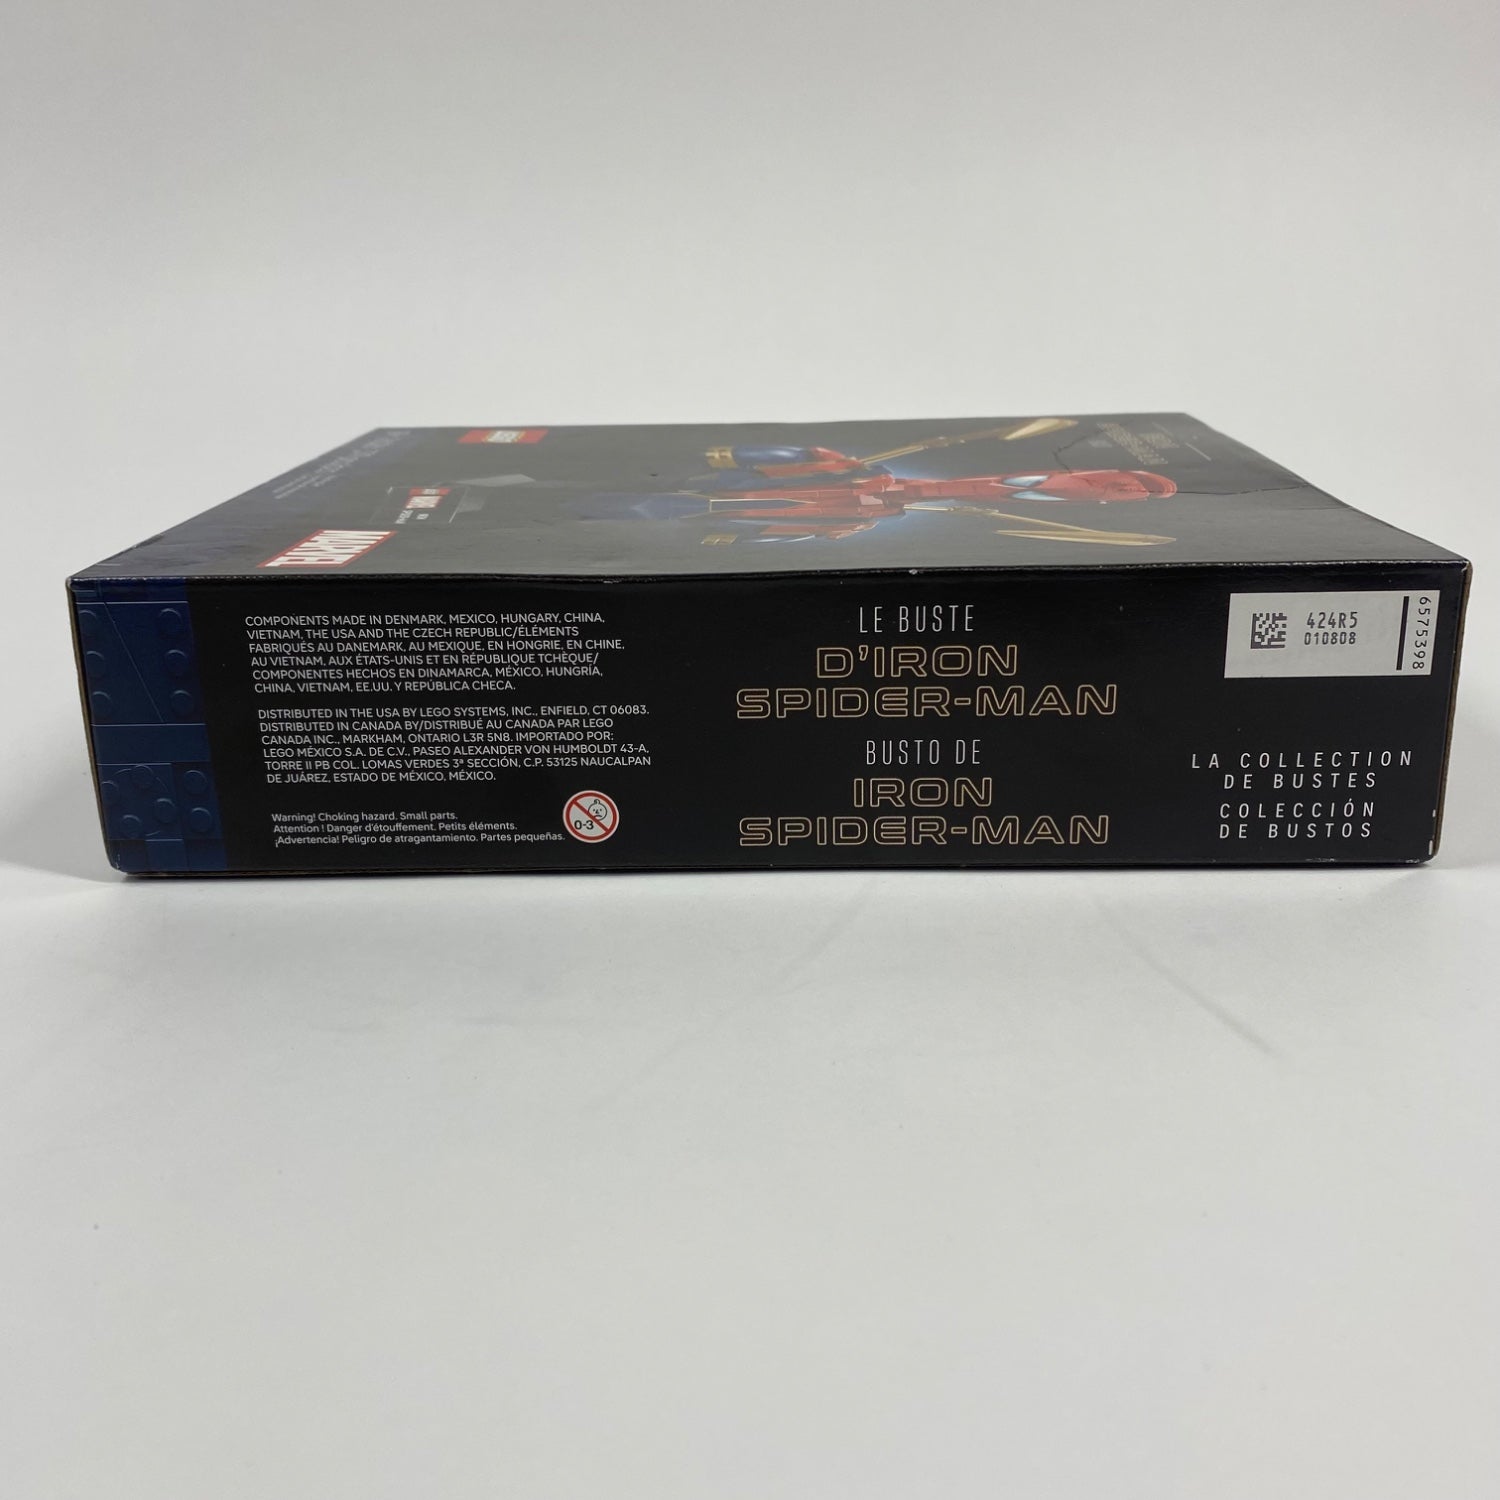 LEGO
MARVEL
COMPONENTS MADE IN DENMARK, MEXICO, HUNGARY, CHINA,
VIETNAM, THE USA AND THE CZECH REPUBLIC/ÉLÉMENTS
FABRIQUÉS AU DANEMARK, AU MEXIQUE, EN HONGRIE, EN CHINE,
AU VIETNAM, AUX ÉTATS-UNIS ET EN RÉPUBLIQUE TCHÈQUE/
COMPONENTES HECHOS EN DINAMARCA, MÉXICO, HUNGRÍA,
CHINA, VIETNAM, EE.UU. Y REPÚBLICA CHECA.
DISTRIBUTED IN THE USA BY LEGO SYSTEMS, INC., ENFIELD, CT 06083.
DISTRIBUTED IN CANADA BY/DISTRIBUÉ AU CANADA PAR LEGO
CANADA INC., MARKHAM, ONTARIO L3R 5N8. IMPORTADO POR:
LEGO MÉXICO S.A. DE C.V., PASEO ALEXANDER VON HUMBOLDT 43-A,
TORRE II PB COL. LOMAS VERDES 3ª SECCIÓN, C.P. 53125 NAUCALPAN
DE JUÁREZ, ESTADO DE MÉXICO, MÉXICO.
Warning! Choking hazard. Small parts.
Attention ! Danger d'étouffement. Petits éléments.
¡Advertencia! Peligro de atragantamiento. Partes pequeñas.
0-3
LE BUSTE
D'IRON
SPIDER-MAN
BUSTO DE
IRON
SPIDER-MAN
424R5
010808
6575398
LA COLLECTION
DE BUSTES
COLECCIÓN
DE BUSTOS